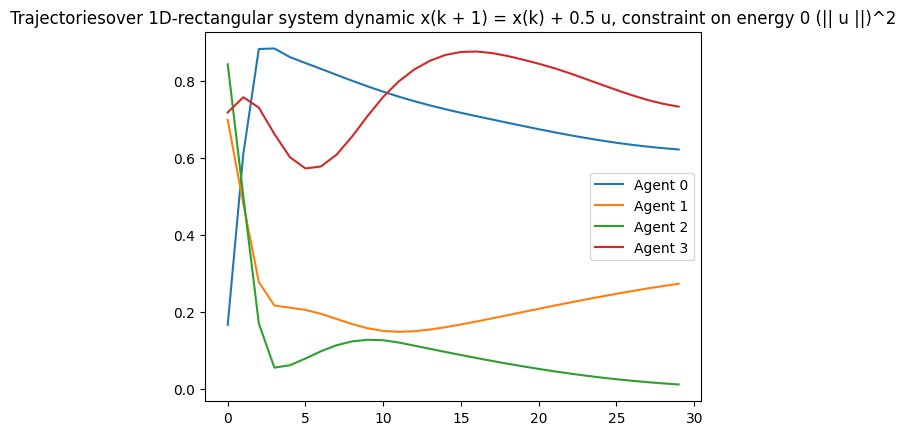 Trajectoriesover 1D-rectangular system dynamic x(k + 1) = x(k) + 0.5 u, constraint on energy 0 (|| u ||)^2
0.8
0.6
0.4
0.2
0.0
Agent 0
Agent 1
Agent 2
Agent 3
0 5 10 15 20 25 30